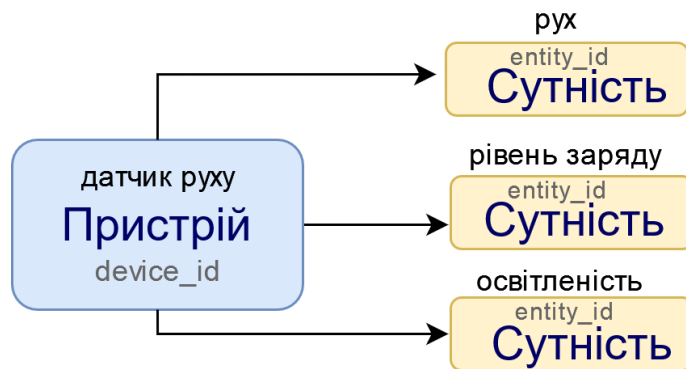 рух
entity_id
Сутність
датчик руху
Пристрій
device_id
рівень заряду
entity_id
Сутність
освітленість
entity_id
Сутність